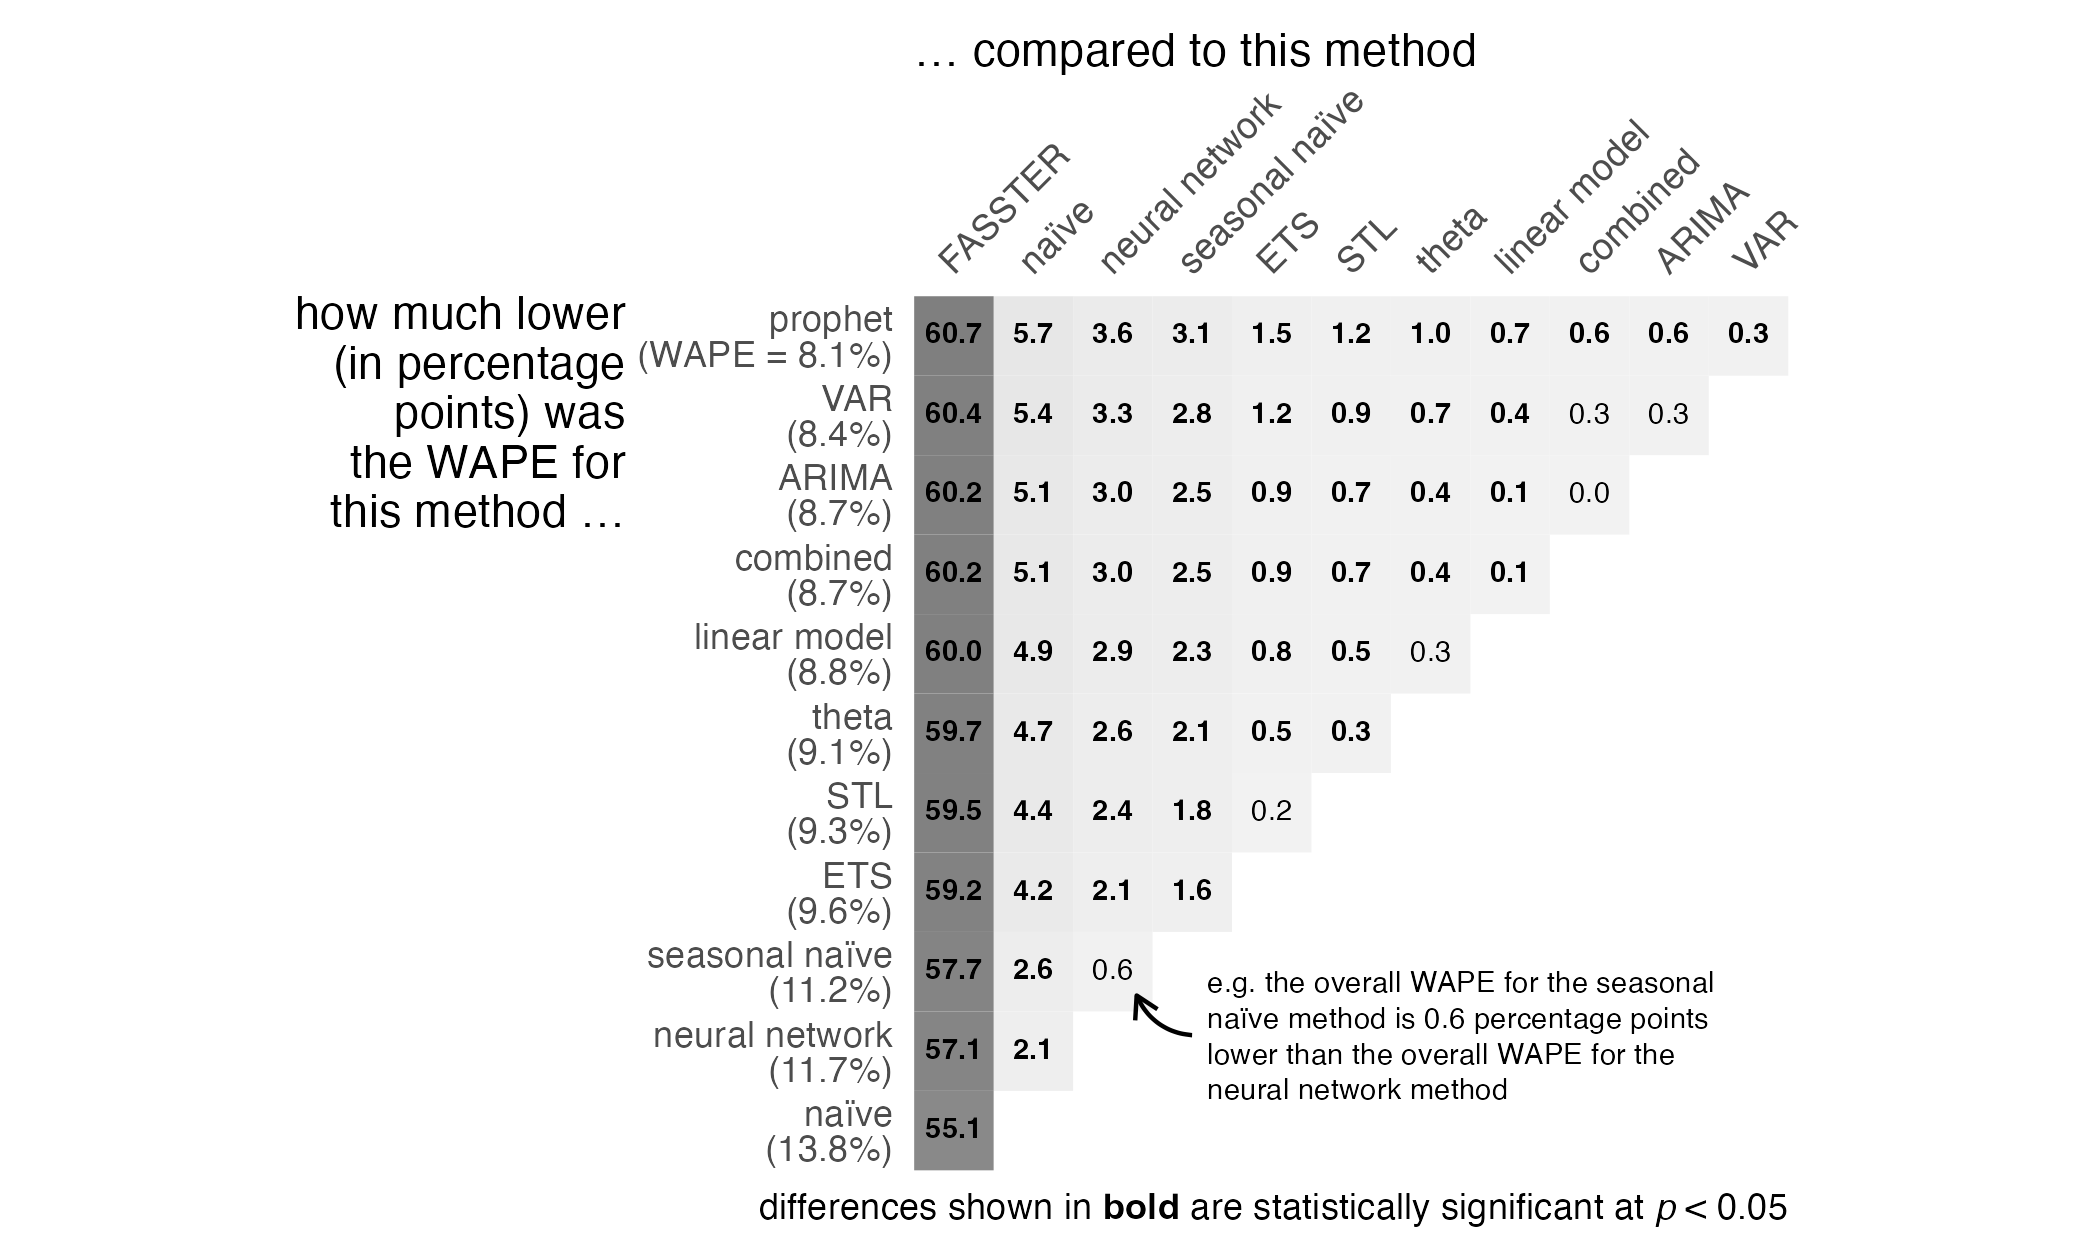 … compared to this method
FASSTER
naïve
neural network
seasonal naïve
ETS
STL
theta
linear model
combined
ARIMA
VAR
how much lower
(in percentage
points) was
the WAPE for
this method …
prophet
(WAPE = 8.1%)
60.7 5.7 3.6 3.1 1.5 1.2 1.0 0.7 0.6 0.6 0.3
VAR
(8.4%)
60.4 5.4 3.3 2.8 1.2 0.9 0.7 0.4 0.3 0.3
ARIMA
(8.7%)
60.2 5.1 3.0 2.5 0.9 0.7 0.4 0.1 0.0
combined
(8.7%)
60.2 5.1 3.0 2.5 0.9 0.7 0.4 0.1
linear model
(8.8%)
60.0 4.9 2.9 2.3 0.8 0.5 0.3
theta
(9.1%)
59.7 4.7 2.6 2.1 0.5 0.3
STL
(9.3%)
59.5 4.4 2.4 1.8 0.2
ETS
(9.6%)
59.2 4.2 2.1 1.6
seasonal naïve
(11.2%)
57.7 2.6 0.6
neural network
(11.7%)
57.1 2.1
naïve
(13.8%)
55.1
e.g. the overall WAPE for the seasonal
naïve method is 0.6 percentage points
lower than the overall WAPE for the
neural network method
differences shown in bold are statistically significant at p < 0.05